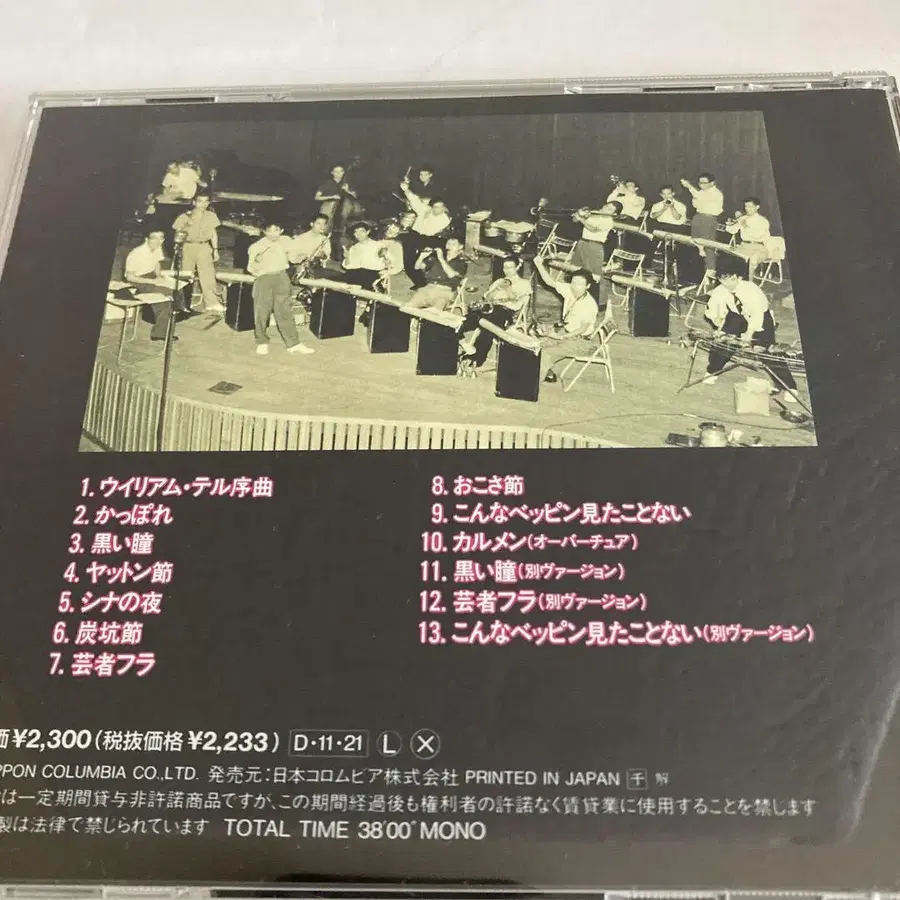 1. ウイリアム・テル序曲
2. かっぽれ
3. 黒い瞳
4. ヤットン節
5. シナの夜
6. 炭坑節
7. 芸者フラ
8. おこさ節
9. こんなベッピン見たことない
10. カルメン(オーバーチュア)
11. 黒い瞳(別ヴァージョン)
12. 芸者フラ(別ヴァージョン)
13. こんなベッピン見たことない(別ヴァージョン)
価¥2,300(税抜価格¥2,233) D・11・21 L X
PPON COLUMBIA CO.,LTD. 発売元:日本コロムビア株式会社 PRINTED IN JAPAN 干 解
は一定期間貸与非許諾商品ですが、この期間経過後も権利者の許諾なく賃貸業に使用することを禁じます
製は法律で禁じられています TOTAL TIME 38'00" MONO